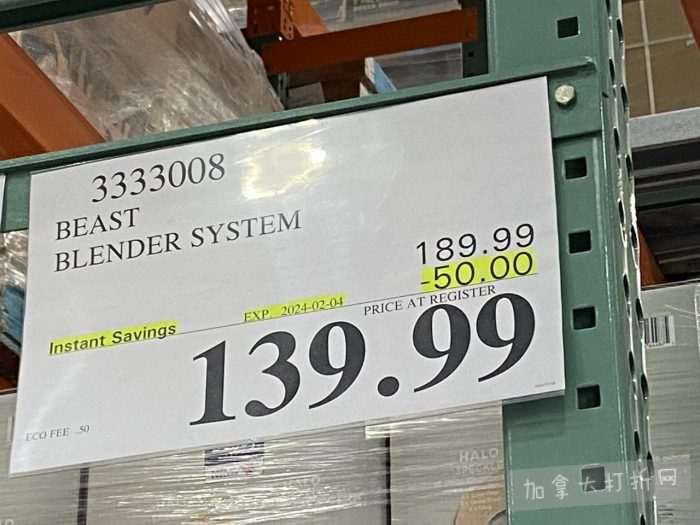 3333008
BEAST
BLENDER SYSTEM
189.99
-50.00
EXP. 2024-02-04
PRICE AT REGISTER
Instant Savings
139.99
ECO FEE .50
HALO
加拿大打折网